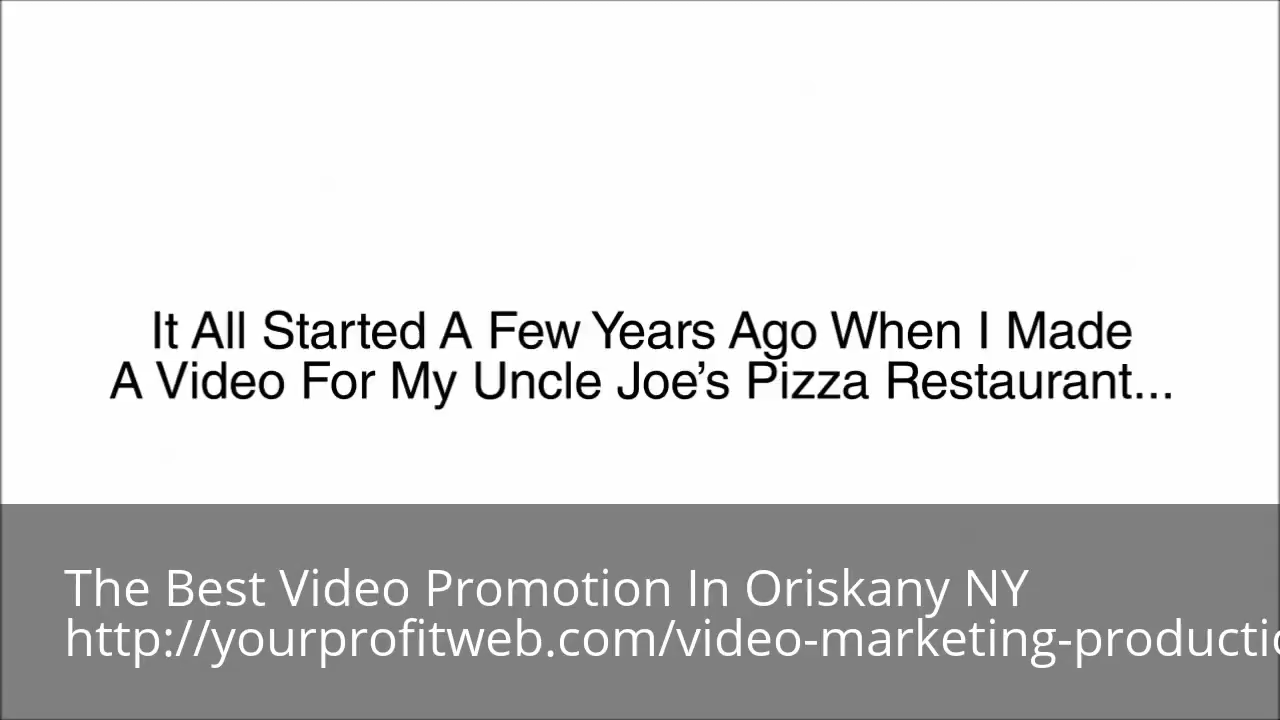 It All Started A Few Years Ago When I Made
A Video For My Uncle Joe’s Pizza Restaurant...
The Best Video Promotion In Oriskany NY
http://yourprofitweb.com/video-marketing-productio